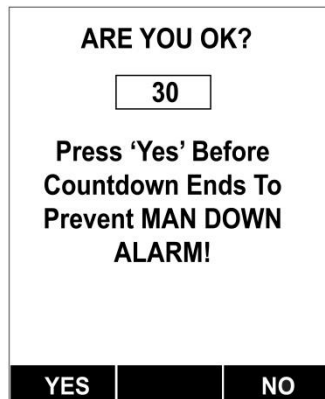 ARE YOU OK?
30
Press ‘Yes’ Before
Countdown Ends To
Prevent MAN DOWN
ALARM!
YES NO